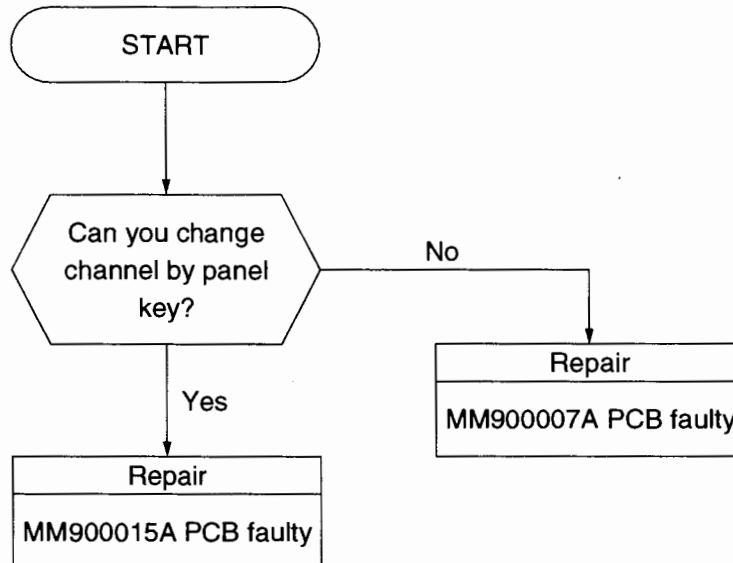 START
Can you change
channel by panel
key?
No
Yes
Repair
MM900007A PCB faulty
Repair
MM900015A PCB faulty